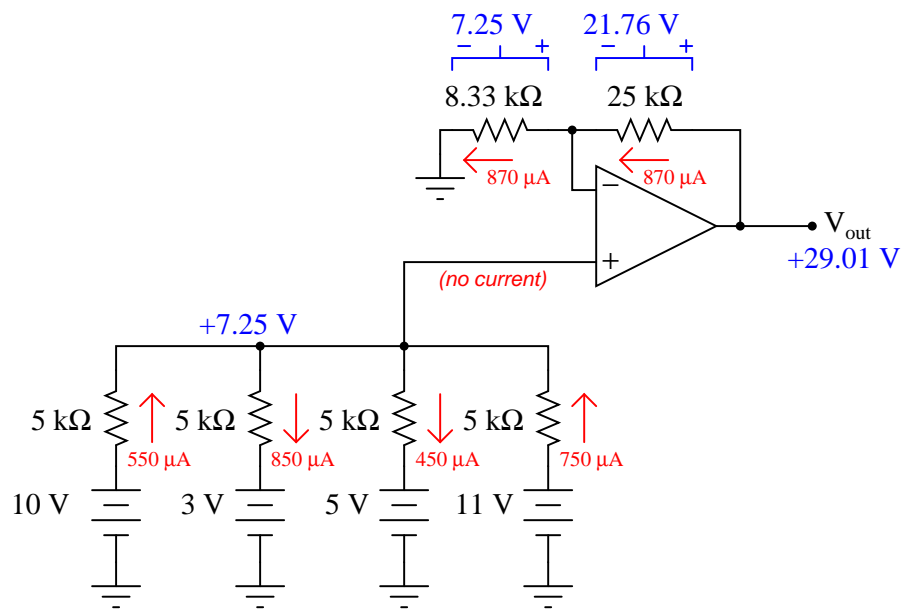 7.25 V 21.76 V
− + − +
8.33 kΩ 25 kΩ
870 µA 870 µA
−
V_out
+
+29.01 V
(no current)
+7.25 V
5 kΩ 5 kΩ 5 kΩ 5 kΩ
550 µA 850 µA 450 µA 750 µA
10 V 3 V 5 V 11 V